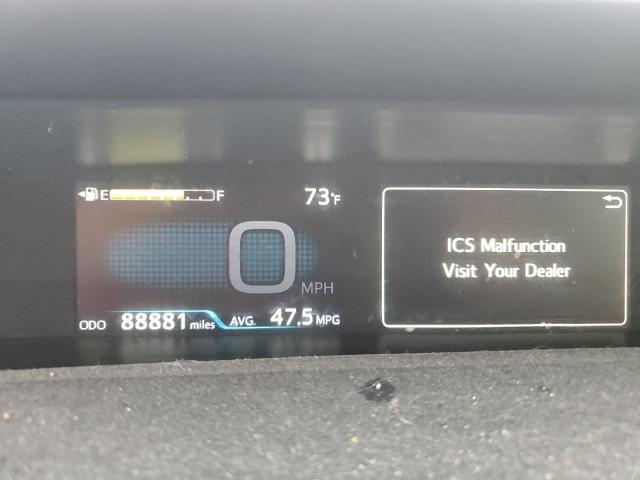 E F 73°F
0 MPH
ODO 88881 miles AVG. 47.5 MPG
ICS Malfunction
Visit Your Dealer